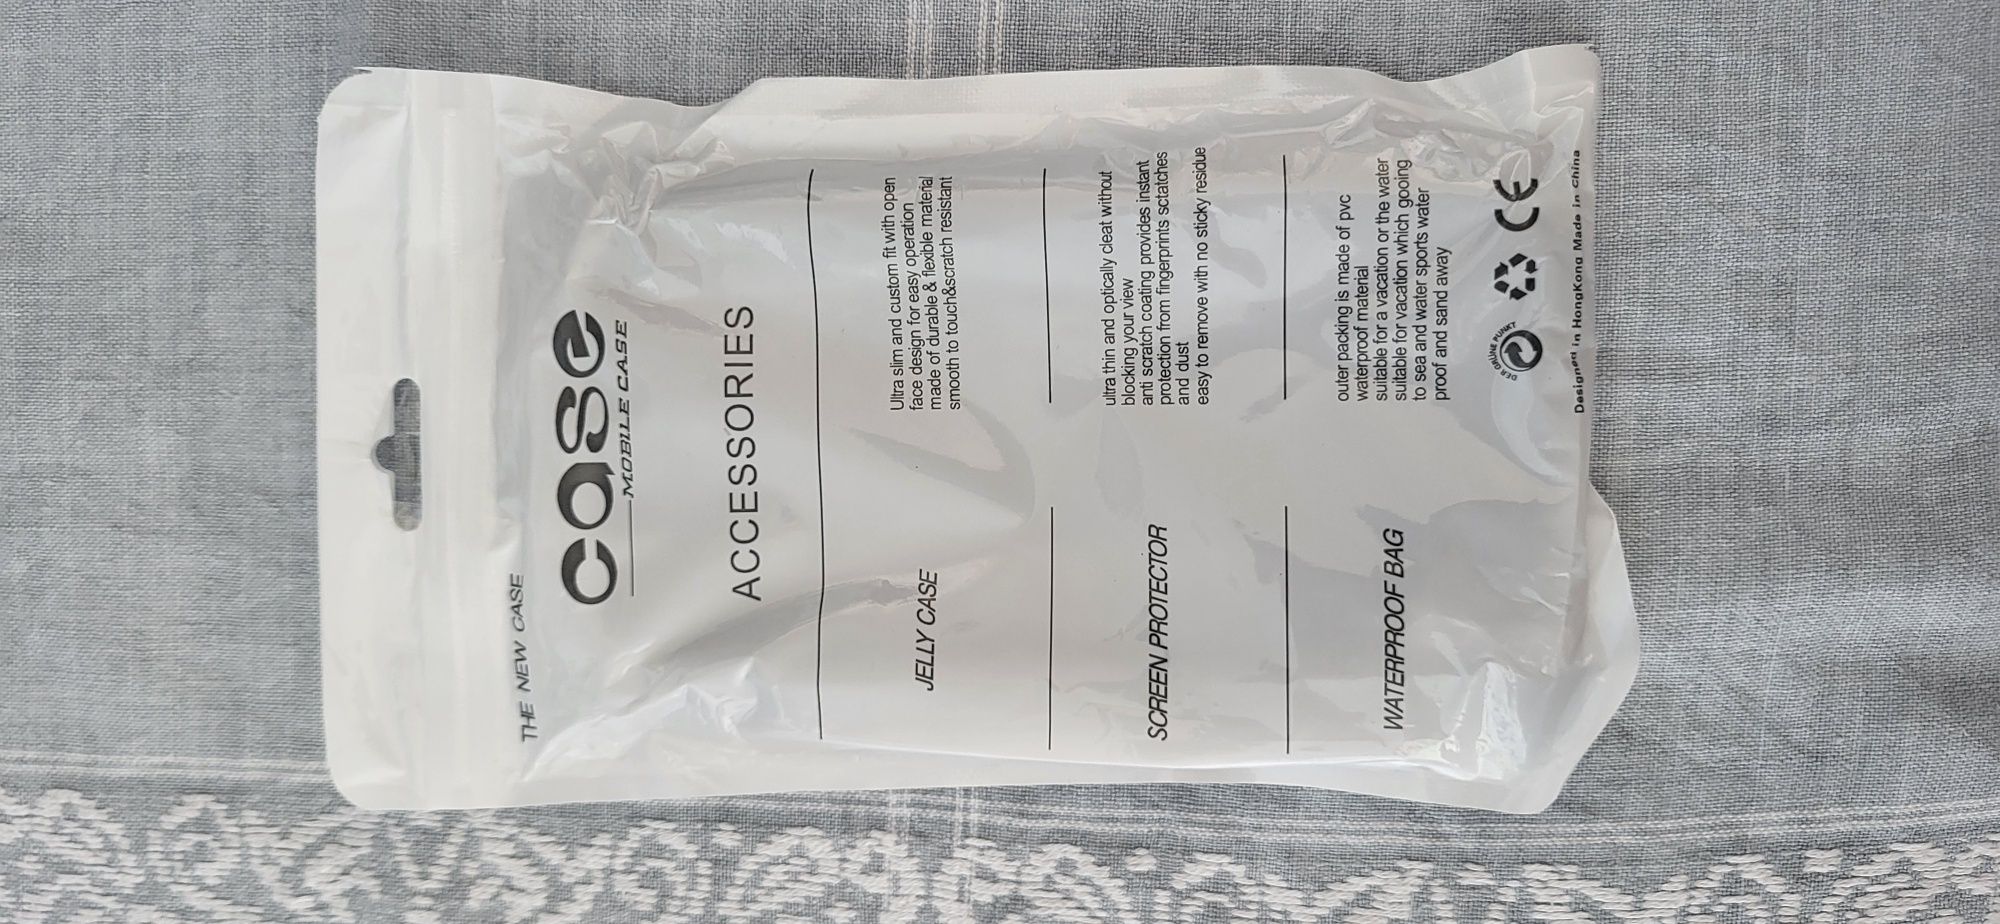 THE NEW CASE
case
MOBILE CASE
ACCESSORIES
JELLY CASE
Ultra slim and custom fit with open
face design for easy operation
made of durable & flexible material
smooth to touch&scratch resistant
SCREEN PROTECTOR
ultra thin and optically cleat without
blocking your view
anti scratch coating provides instant
protection from fingerprints sctatches
and dust
easy to remove with no sticky residue
WATERPROOF BAG
outer packing is made of pvc
waterproof material
suitable for a vacation or the water
suitable for vacation which gooing
to sea and water sports water
proof and sand away
DER GRÜNE PUNKT
CE
Designed in HongKong Made in China